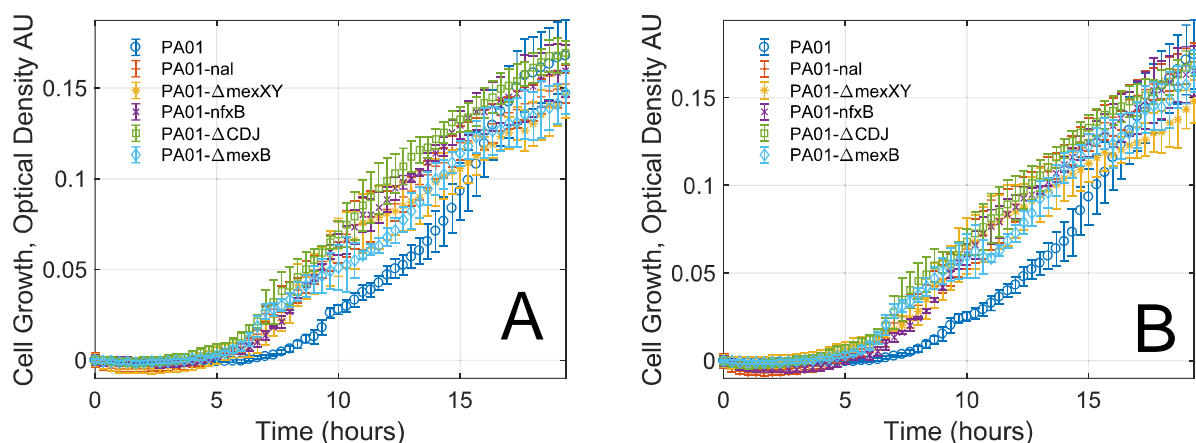 Cell Growth, Optical Density AU
0.15
0.1
0.05
0
PA01
PA01-nal
PA01-ΔmexXY
PA01-nfxB
PA01-ΔCDJ
PA01-ΔmexB
A
0 5 10 15
Time (hours)
Cell Growth, Optical Density AU
0.15
0.1
0.05
0
PA01
PA01-nal
PA01-ΔmexXY
PA01-nfxB
PA01-ΔCDJ
PA01-ΔmexB
B
0 5 10 15
Time (hours)